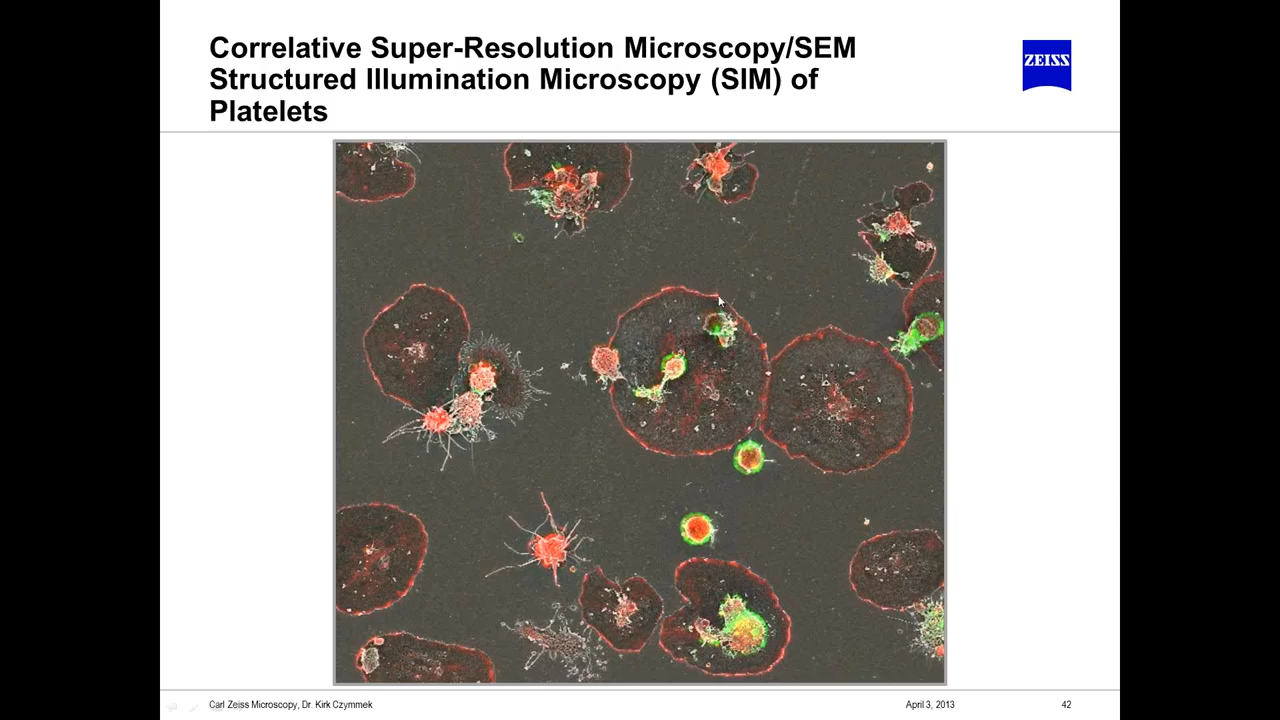 Correlative Super-Resolution Microscopy/SEM
Structured Illumination Microscopy (SIM) of
Platelets
ZEISS
Carl Zeiss Microscopy, Dr. Kirk Czymmek
April 3, 2013
42